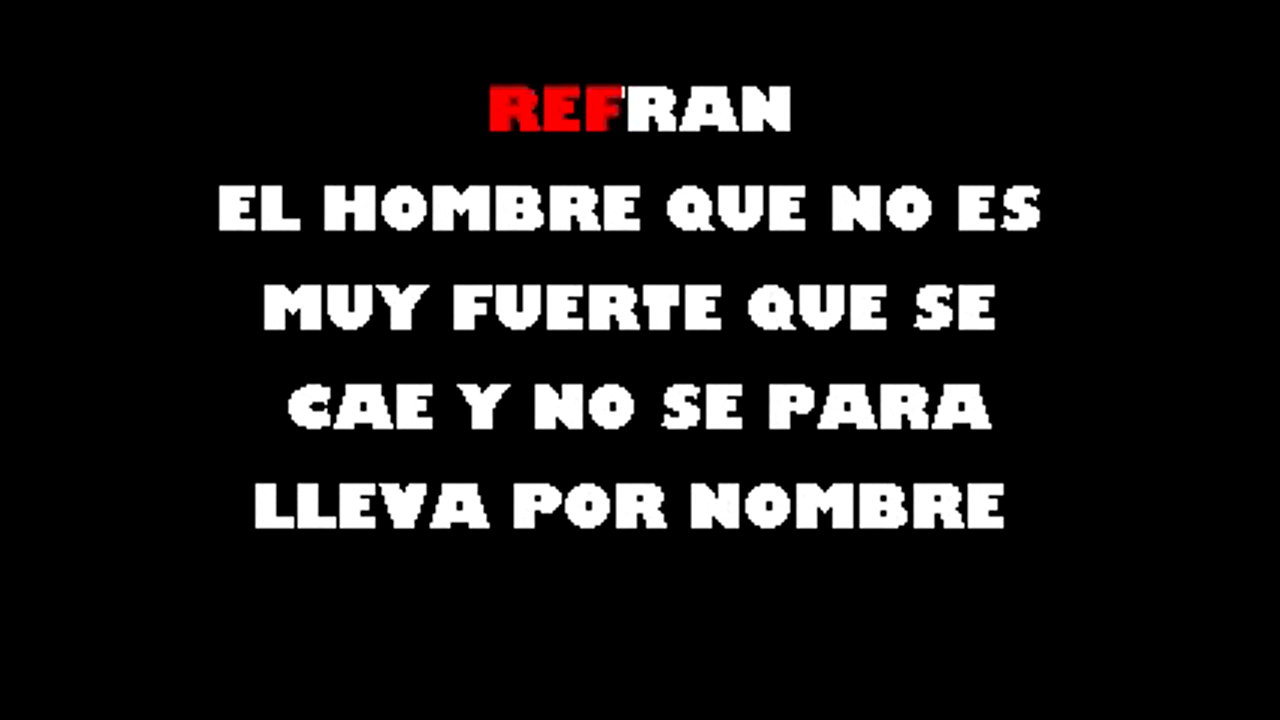 REFRAN
EL HOMBRE QUE NO ES
MUY FUERTE QUE SE
CAE Y NO SE PARA
LLEVA POR NOMBRE